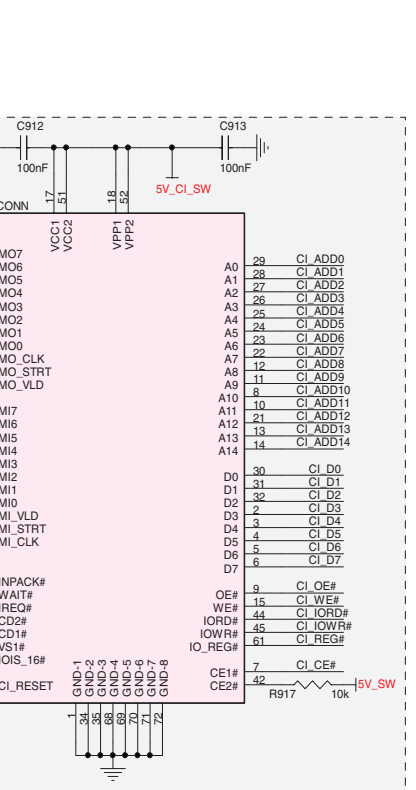 C912
C913
100nF
100nF
5V_CI_SW
17
51
18
52
CONN
VCC1
VCC2
VPP1
VPP2
MO7
MO6
MO5
MO4
MO3
MO2
MO1
MO0
MO_CLK
MO_STRT
MO_VLD
MI7
MI6
MI5
MI4
MI3
MI2
MI1
MI0
MI_VLD
MI_STRT
MI_CLK
INPACK#
WAIT#
IREQ#
CD2#
CD1#
VS1#
IOIS_16#
CI_RESET
A0 29 CI_ADD0
A1 28 CI_ADD1
A2 27 CI_ADD2
A3 26 CI_ADD3
A4 25 CI_ADD4
A5 24 CI_ADD5
A6 23 CI_ADD6
A7 22 CI_ADD7
A8 12 CI_ADD8
A9 11 CI_ADD9
A10 8 CI_ADD10
A11 10 CI_ADD11
A12 21 CI_ADD12
A13 13 CI_ADD13
A14 14 CI_ADD14
D0 30 CI_D0
D1 31 CI_D1
D2 32 CI_D2
D3 2 CI_D3
D4 3 CI_D4
D5 4 CI_D5
D6 5 CI_D6
D7 6 CI_D7
OE# 9 CI_OE#
WE# 15 CI_WE#
IORD# 44 CI_IORD#
IOWR# 45 CI_IOWR#
IO_REG# 61 CI_REG#
CE1# 7 CI_CE#
CE2# 42
R917
10k
5V_SW
GND-1
GND-2
GND-3
GND-4
GND-5
GND-6
GND-7
GND-8
1
34
35
68
69
70
71
72